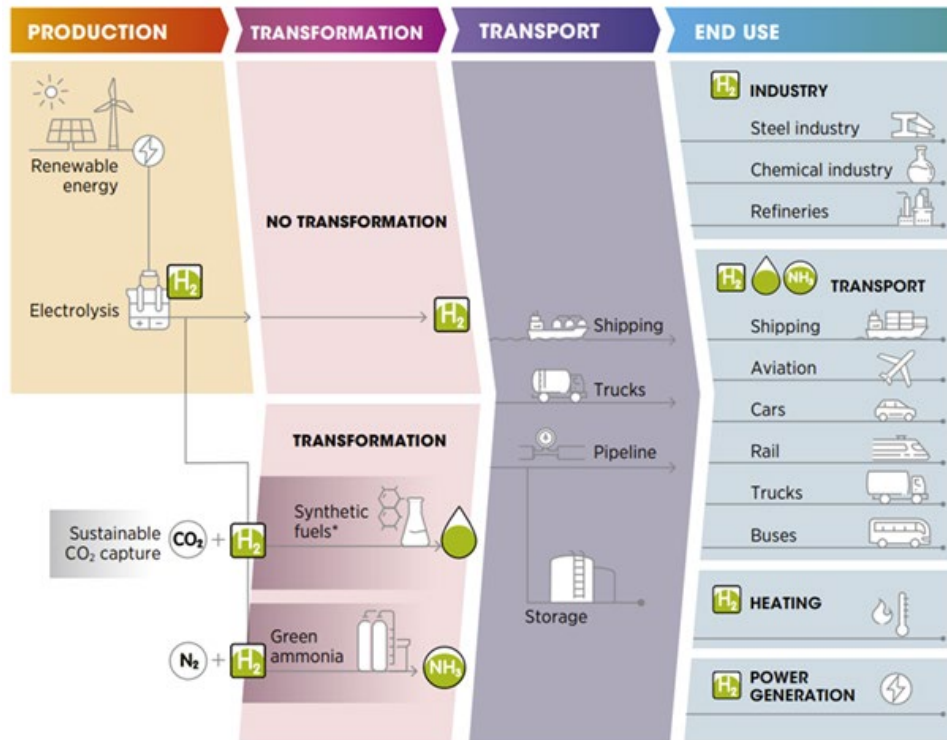 PRODUCTION
TRANSFORMATION
TRANSPORT
END USE
Renewable
energy
Electrolysis
H₂
NO TRANSFORMATION
H₂
TRANSFORMATION
Sustainable
CO₂ capture
CO₂ + H₂
Synthetic
fuels*
N₂ + H₂
Green
ammonia
NH₃
Shipping
Trucks
Pipeline
Storage
H₂ INDUSTRY
Steel industry
Chemical industry
Refineries
H₂ NH₃ TRANSPORT
Shipping
Aviation
Cars
Rail
Trucks
Buses
H₂ HEATING
H₂ POWER
GENERATION